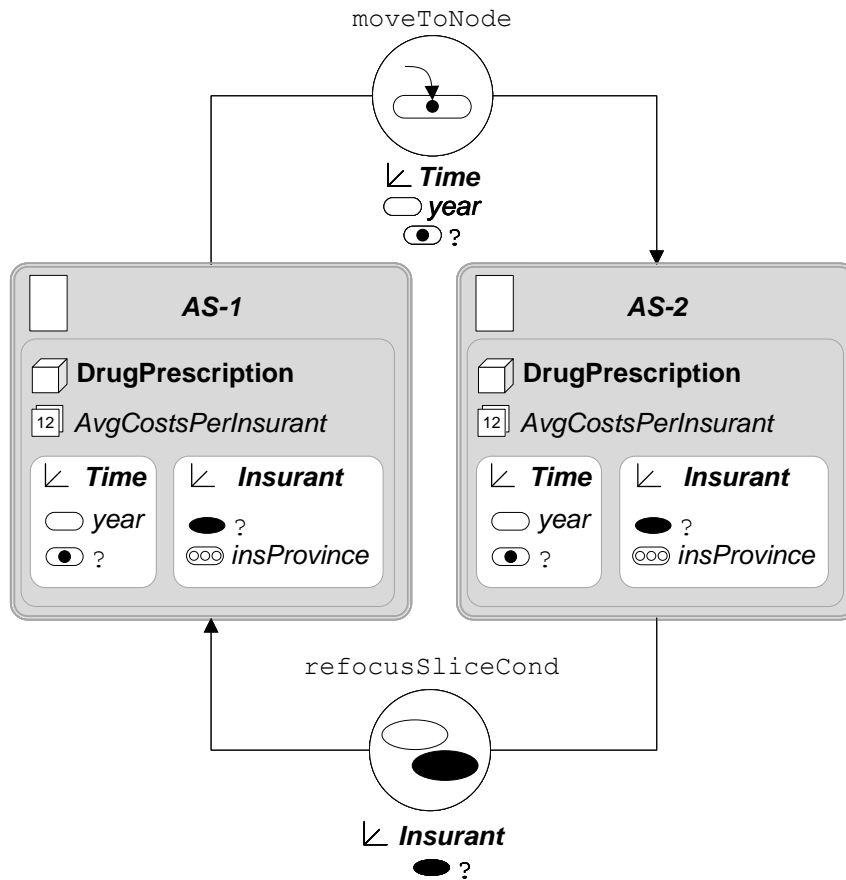 moveToNode
Time
year
?
AS-1
DrugPrescription
12 AvgCostsPerInsurant
Time
year
?
Insurant
?
insProvince
AS-2
DrugPrescription
12 AvgCostsPerInsurant
Time
year
?
Insurant
?
insProvince
refocusSliceCond
Insurant
?